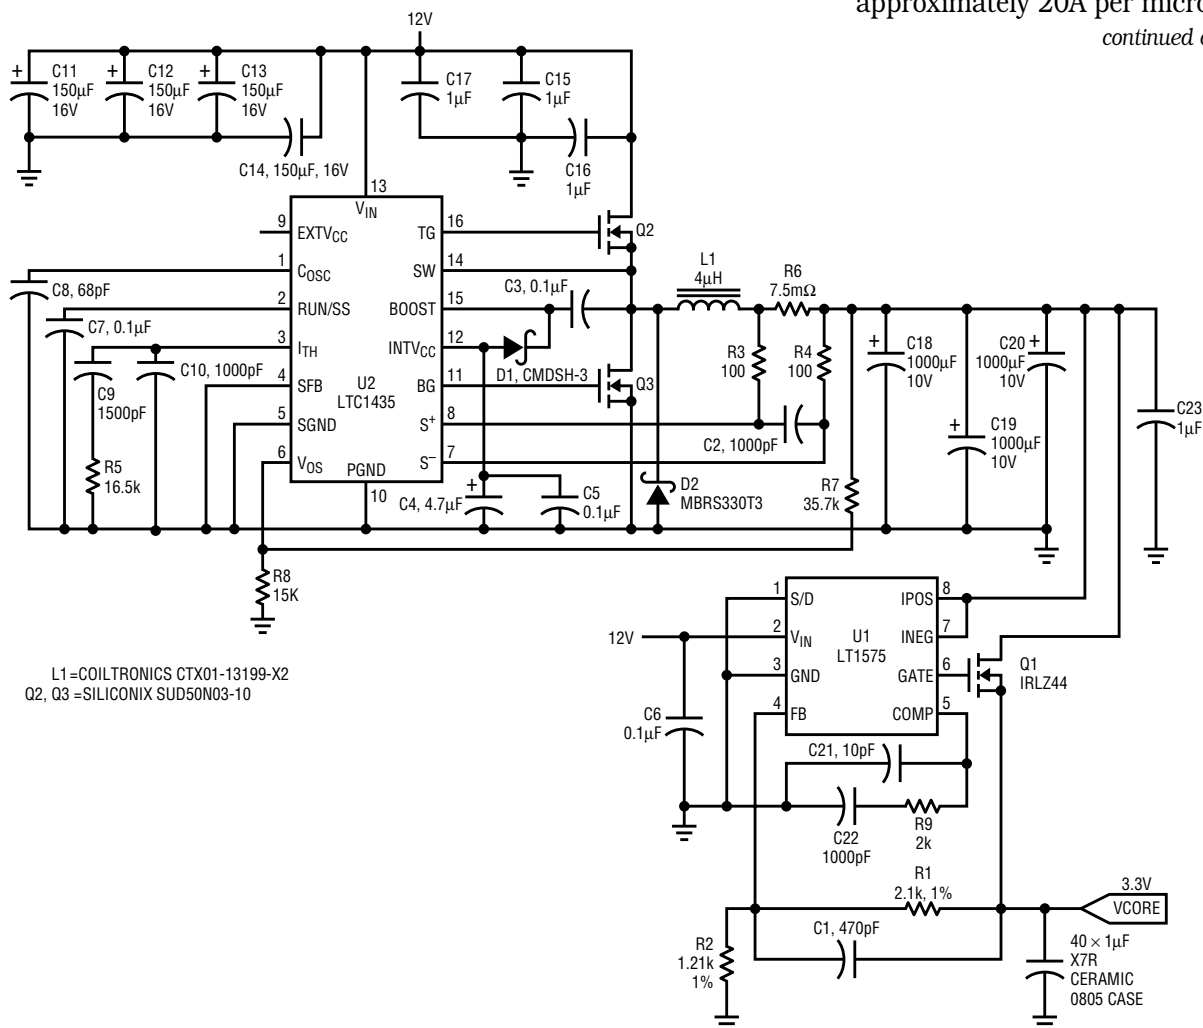 approximately 20A per micro
continued
12V
C11
150µF
16V
+
C12
150µF
16V
+
C13
150µF
16V
+
C17
1µF
C15
1µF
C14, 150µF, 16V
C16
1µF
13
VIN
9
EXTVCC
TG
16
Q2
1
COSC
SW
14
C8, 68pF
2
RUN/SS
BOOST
15
C3, 0.1µF
L1
4µH
R6
7.5mΩ
C7, 0.1µF
3
ITH
INTVCC
12
C10, 1000pF
D1, CMDSH-3
R3
100
R4
100
+
C18
1000µF
10V
C20
1000µF
10V
+
C9
1500pF
4
SFB
U2
LTC1435
BG
11
Q3
5
SGND
S+
8
C2, 1000pF
+
C19
1000µF
10V
C23
1µF
6
VOS
PGND
S–
7
R5
16.5k
10
C4, 4.7µF
+
C5
0.1µF
D2
MBRS330T3
R7
35.7k
R8
15K
1
S/D
IPOS
8
12V
2
VIN
U1
LT1575
INEG
7
L1=COILTRONICS CTX01-13199-X2
Q2, Q3 =SILICONIX SUD50N03-10
3
GND
GATE
6
Q1
IRLZ44
4
FB
COMP
5
C6
0.1µF
C21, 10pF
C22
1000pF
R9
2k
R1
2.1k, 1%
3.3V
VCORE
C1, 470pF
R2
1.21k
1%
40 × 1µF
X7R
CERAMIC
0805 CASE